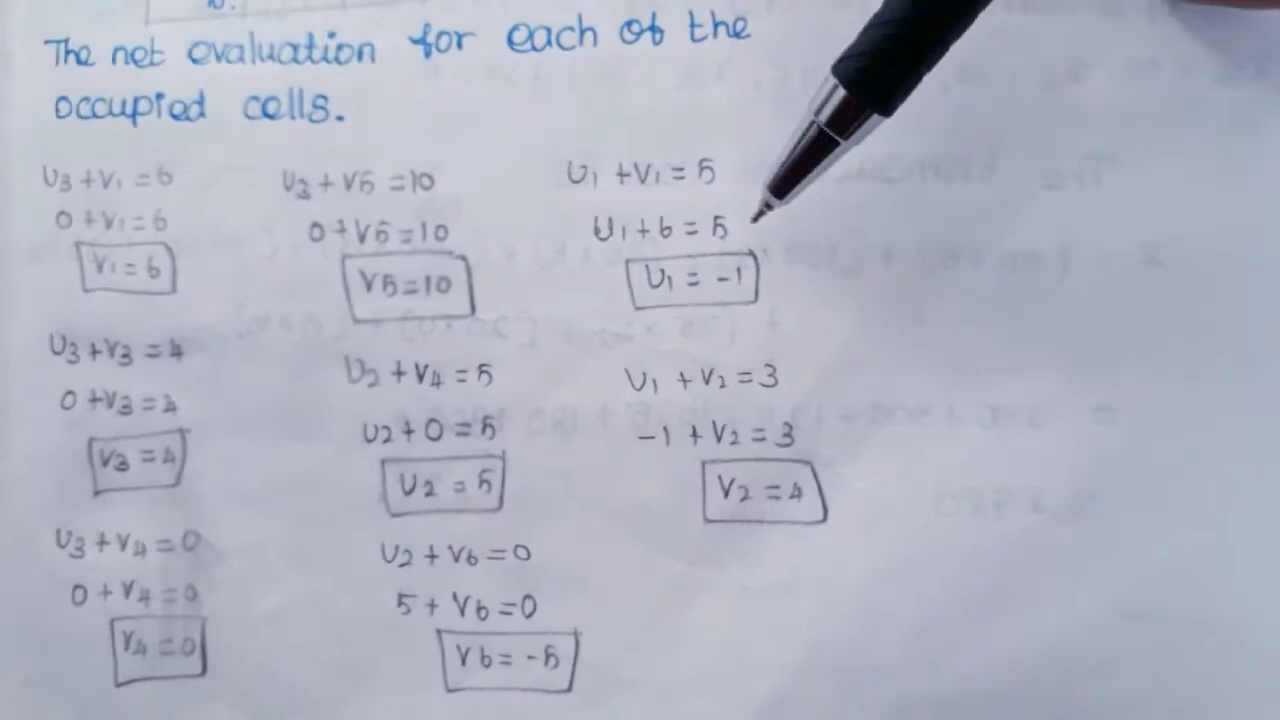 The net evaluation for each of the
occupied cells.
U3 + V1 = 6
0 + V1 = 6
V1 = 6
U3 + V3 = 4
0 + V3 = 4
V3 = 4
U3 + V4 = 0
0 + V4 = 0
V4 = 0
U3 + V5 = 10
0 + V5 = 10
V5 = 10
U2 + V4 = 5
U2 + 0 = 5
U2 = 5
U2 + V6 = 0
5 + V6 = 0
V6 = -5
U1 + V1 = 5
U1 + 6 = 5
U1 = -1
U1 + V2 = 3
-1 + V2 = 3
V2 = 4